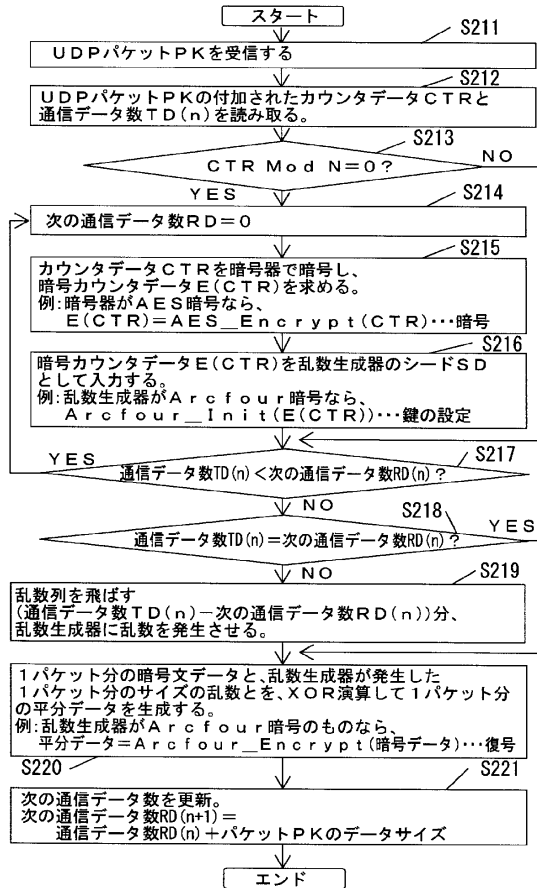 スタート
S211
UDPパケットPKを受信する
S212
UDPパケットPKの付加されたカウンタデータCTRと
通信データ数TD(n)を読み取る。
S213
CTR Mod N=0?
NO
YES
S214
次の通信データ数RD=0
S215
カウンタデータCTRを暗号器で暗号し、
暗号カウンタデータE(CTR)を求める。
例:暗号器がAES暗号なら、
E(CTR)=AES_Encrypt(CTR)…暗号
S216
暗号カウンタデータE(CTR)を乱数生成器のシードSD
として入力する。
例:乱数生成器がArcfour暗号なら、
Arcfour_Init(E(CTR))…鍵の設定
YES
S217
通信データ数TD(n)<次の通信データ数RD(n)?
NO
S218
YES
通信データ数TD(n)=次の通信データ数RD(n)?
NO
S219
乱数列を飛ばす
(通信データ数TD(n)-次の通信データ数RD(n))分、
乱数生成器に乱数を発生させる。
1パケット分の暗号文データと、乱数生成器が発生した
1パケット分のサイズの乱数とを、XOR演算して1パケット分
の平分データを生成する。
例:乱数生成器がArcfour暗号のものなら、
平分データ=Arcfour_Encrypt(暗号データ)…復号
S220
S221
次の通信データ数を更新。
次の通信データ数RD(n+1)=
通信データ数RD(n)+パケットPKのデータサイズ
エンド